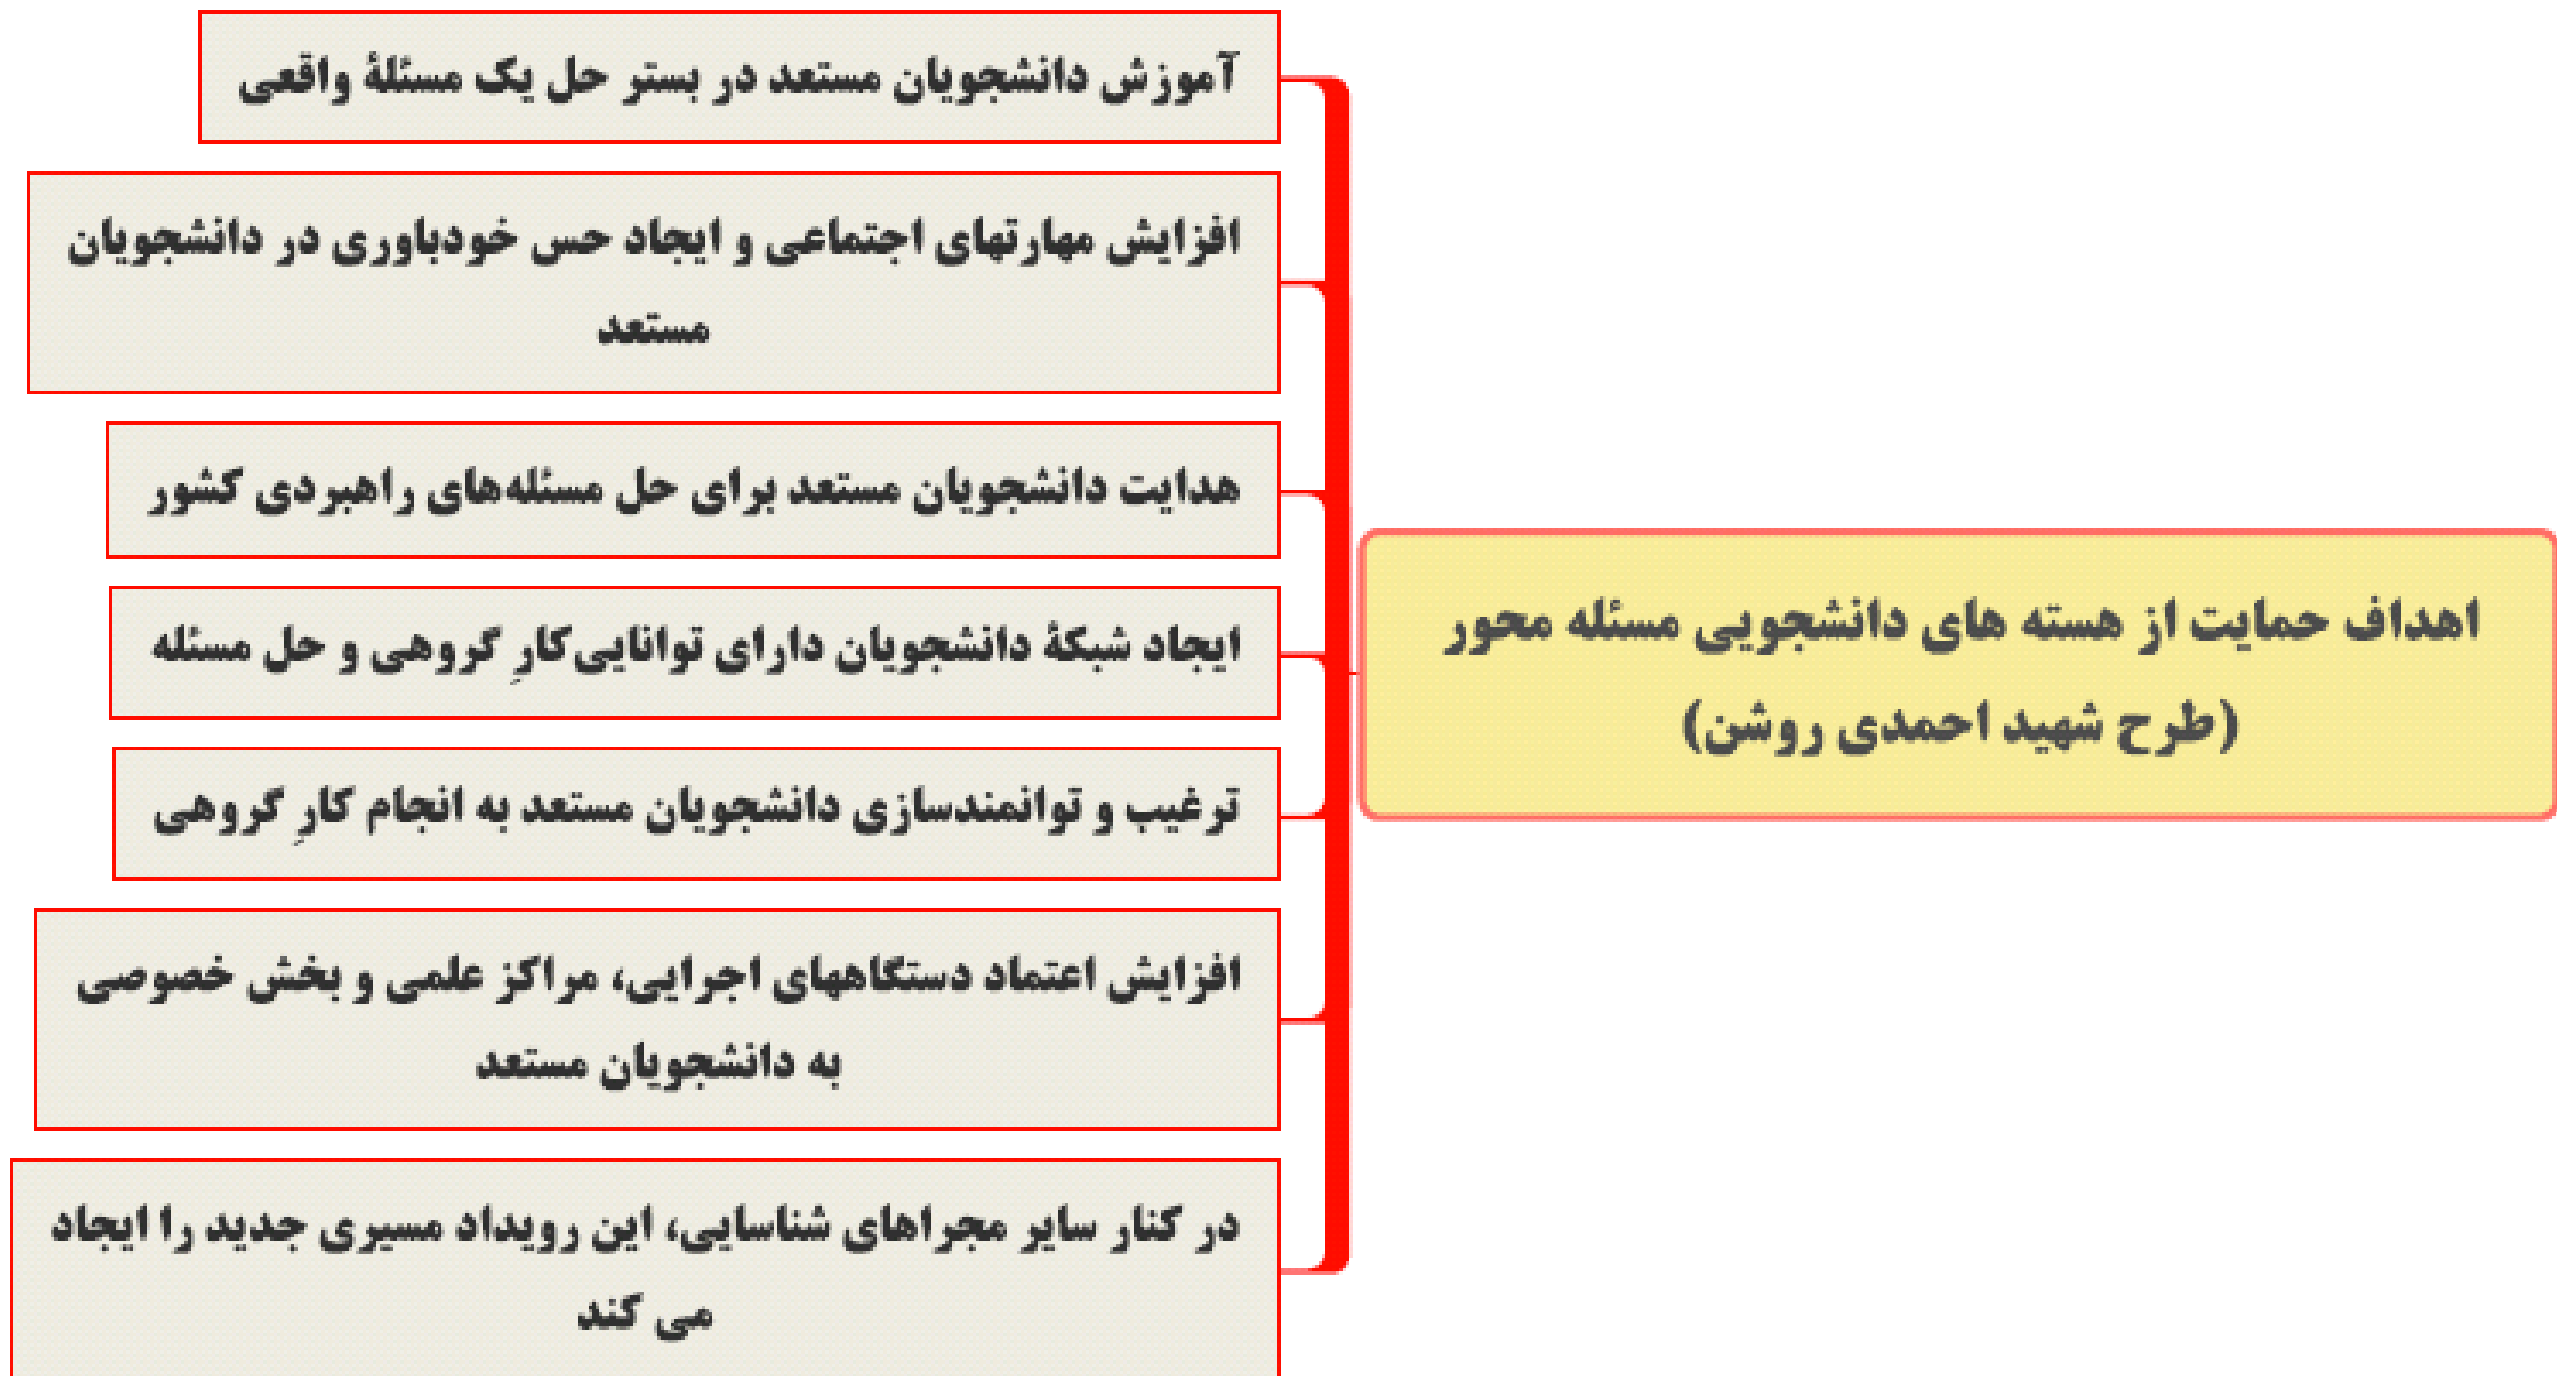 اهداف حمایت از هسته های دانشجویی مسئله محور
(طرح شهید احمدی روشن)
آموزش دانشجویان مستعد در بستر حل یک مسئلهٔ واقعی
افزایش مهارتهای اجتماعی و ایجاد حس خودباوری در دانشجویان
مستعد
هدایت دانشجویان مستعد برای حل مسئله‌های راهبردی کشور
ایجاد شبکهٔ دانشجویان دارای توانایی‌کارِ گروهی و حل مسئله
ترغیب و توانمندسازی دانشجویان مستعد به انجام کارِ گروهی
افزایش اعتماد دستگاههای اجرایی، مراکز علمی و بخش خصوصی
به دانشجویان مستعد
در کنار سایر مجراهای شناسایی، این رویداد مسیری جدید را ایجاد
می کند